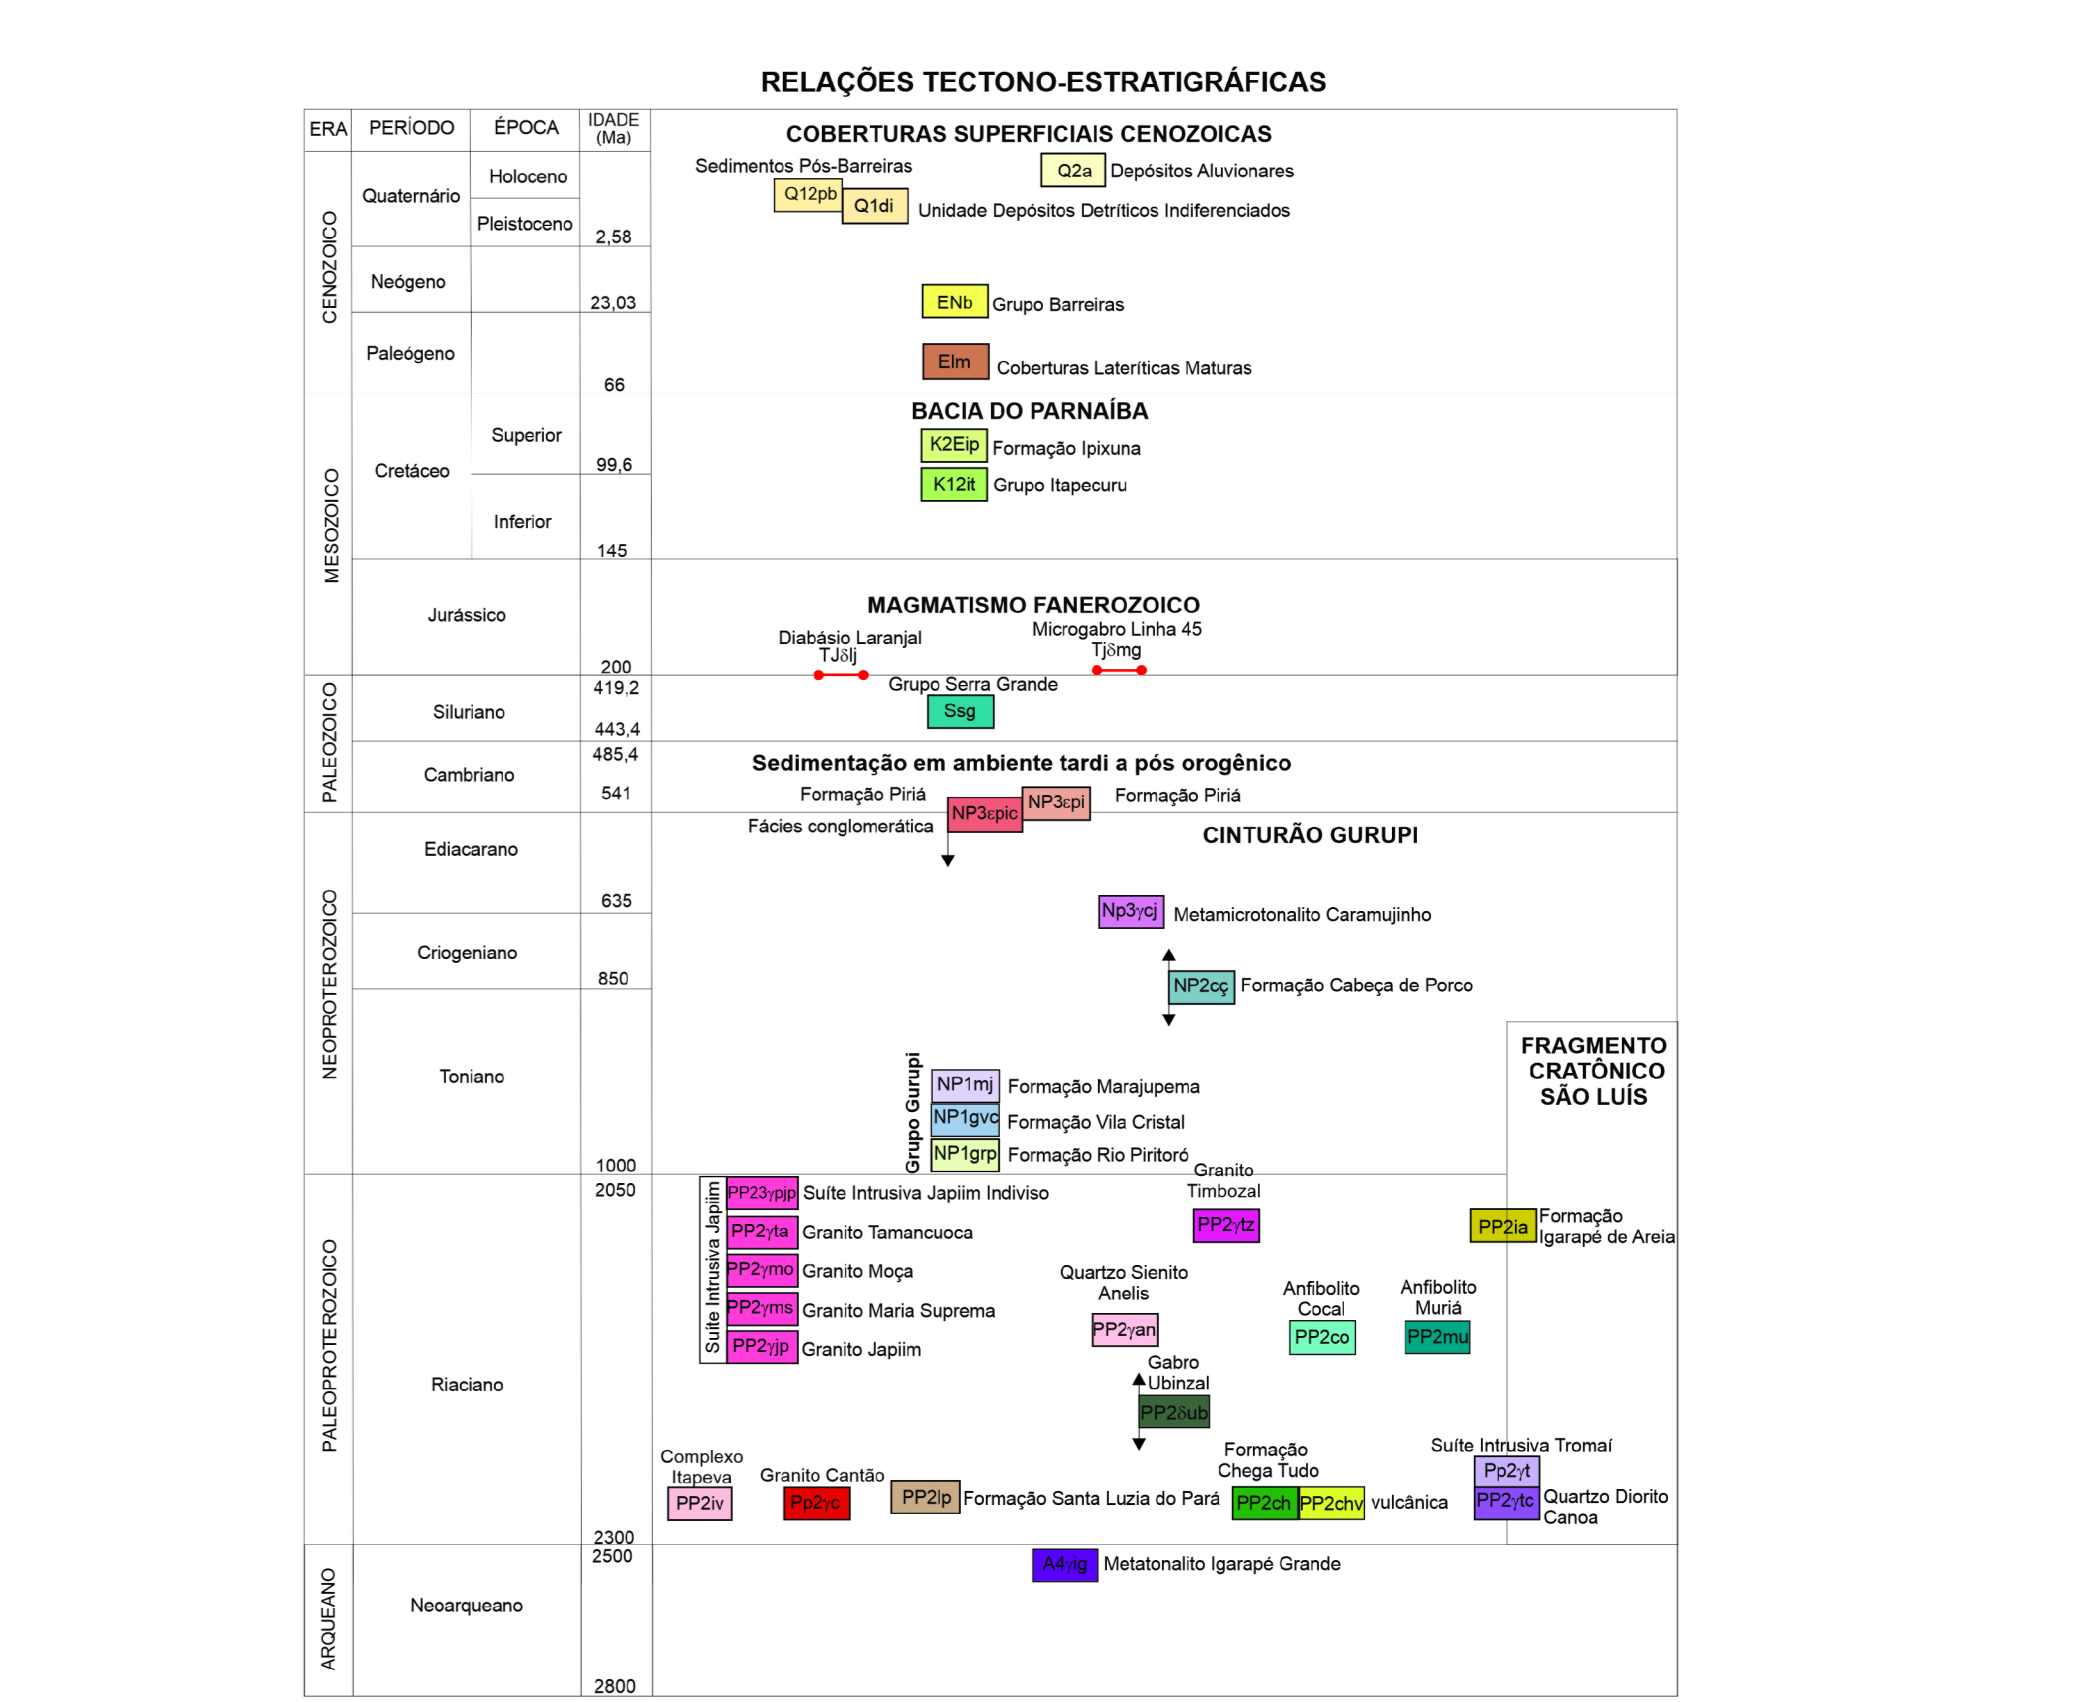 RELAÇÕES TECTONO-ESTRATIGRÁFICAS
ERA
PERÍODO
ÉPOCA
IDADE
(Ma)
COBERTURAS SUPERFICIAIS CENOZOICAS
CENOZOICO
Quaternário
Holoceno
Pleistoceno
2,58
Sedimentos Pós-Barreiras
Q12pb
Q1di
Unidade Depósitos Detríticos Indiferenciados
Q2a
Depósitos Aluvionares
Neógeno
23,03
ENb
Grupo Barreiras
Paleógeno
66
Elm
Coberturas Lateríticas Maturas
MESOZOICO
BACIA DO PARNAÍBA
Cretáceo
Superior
99,6
K2Eip
Formação Ipixuna
K12it
Grupo Itapecuru
Inferior
145
Jurássico
200
MAGMATISMO FANEROZOICO
Diabásio Laranjal
TJδlj
Microgabro Linha 45
Tjδmg
PALEOZOICO
419,2
Siluriano
443,4
Grupo Serra Grande
Ssg
485,4
Cambriano
541
Sedimentação em ambiente tardi a pós orogênico
Formação Piriá
Fácies conglomerática
NP3εpic
NP3εpi
Formação Piriá
CINTURÃO GURUPI
NEOPROTEROZOICO
Ediacarano
635
Np3γcj
Metamicrotonalito Caramujinho
Criogeniano
850
NP2cç
Formação Cabeça de Porco
Toniano
1000
Grupo Gurupi
NP1mj
Formação Marajupema
NP1gvc
Formação Vila Cristal
NP1grp
Formação Rio Piritoró
FRAGMENTO
CRATÔNICO
SÃO LUÍS
PALEOPROTEROZOICO
2050
Riaciano
2300
Suíte Intrusiva Japiim
PP23γpjp
Suíte Intrusiva Japiim Indiviso
PP2γta
Granito Tamancuoca
PP2γmo
Granito Moça
PP2γms
Granito Maria Suprema
PP2γjp
Granito Japiim
Granito
Timbozal
PP2γtz
PP2ia
Formação
Igarapé de Areia
Quartzo Sienito
Anelis
PP2γan
Anfibolito
Cocal
PP2co
Anfibolito
Muriá
PP2mu
Gabro
Ubinzal
PP2δub
Complexo
Itapeva
PP2iv
Granito Cantão
Pp2γc
PP2lp
Formação Santa Luzia do Pará
Formação
Chega Tudo
PP2ch
PP2chv
vulcânica
Suíte Intrusiva Tromaí
Pp2γt
PP2γtc
Quartzo Diorito
Canoa
ARQUEANO
2500
Neoarqueano
2800
A4γig
Metatonalito Igarapé Grande